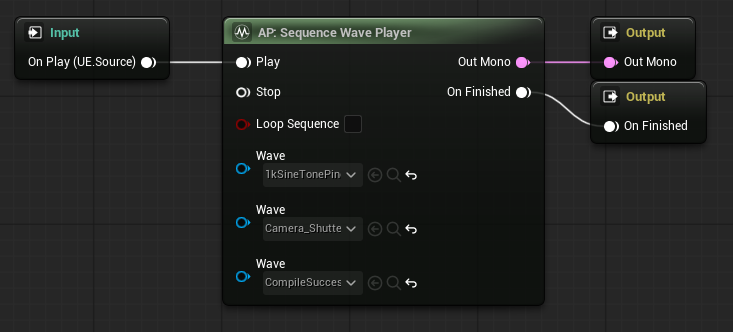 Input
On Play (UE.Source)
AP: Sequence Wave Player
Play
Out Mono
Stop
On Finished
Loop Sequence
Wave
1kSineTonePin
Wave
Camera_Shutte
Wave
CompileSucces
Output
Out Mono
Output
On Finished